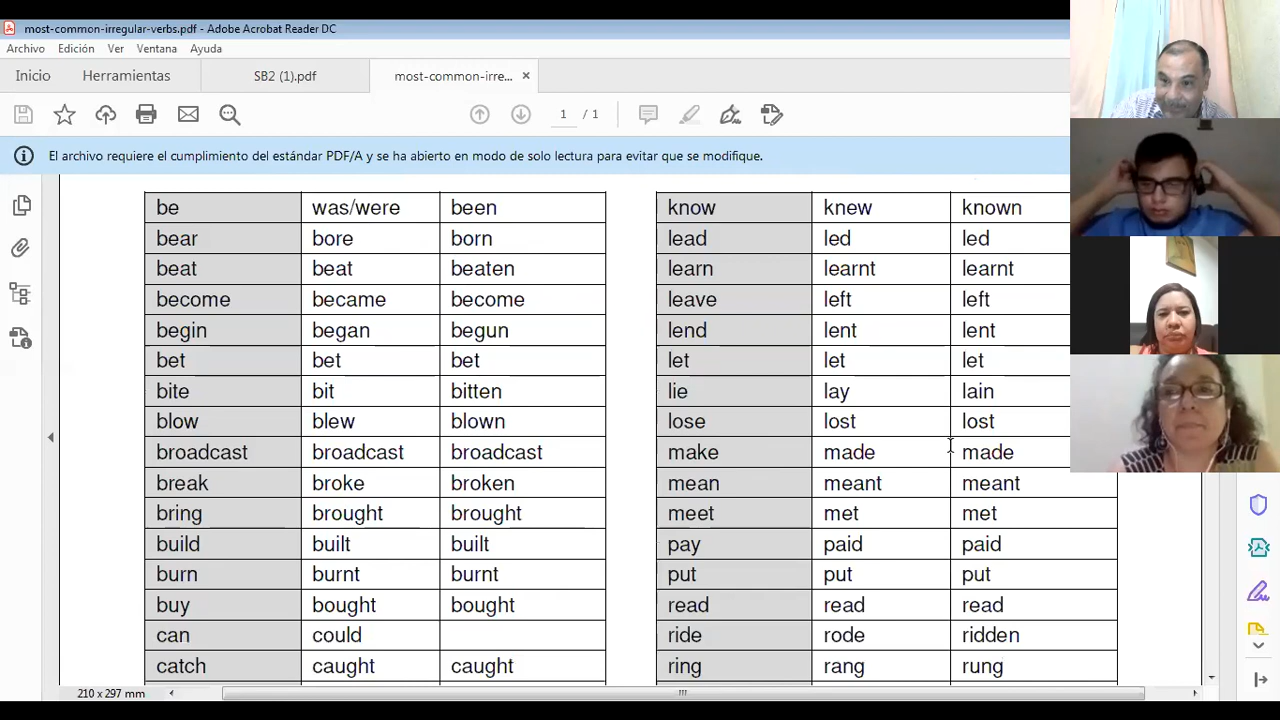 most-common-irregular-verbs.pdf - Adobe Acrobat Reader DC
Archivo Edición Ver Ventana Ayuda
Inicio Herramientas SB2 (1).pdf most-common-irre... ×
1 / 1
El archivo requiere el cumplimiento del estándar PDF/A y se ha abierto en modo de solo lectura para evitar que se modifique.
be was/were been know knew known
bear bore born lead led led
beat beat beaten learn learnt learnt
become became become leave left left
begin began begun lend lent lent
bet bet bet let let let
bite bit bitten lie lay lain
blow blew blown lose lost lost
broadcast broadcast broadcast make made made
break broke broken mean meant meant
bring brought brought meet met met
build built built pay paid paid
burn burnt burnt put put put
buy bought bought read read read
can could ride rode ridden
catch caught caught ring rang rung
210 x 297 mm